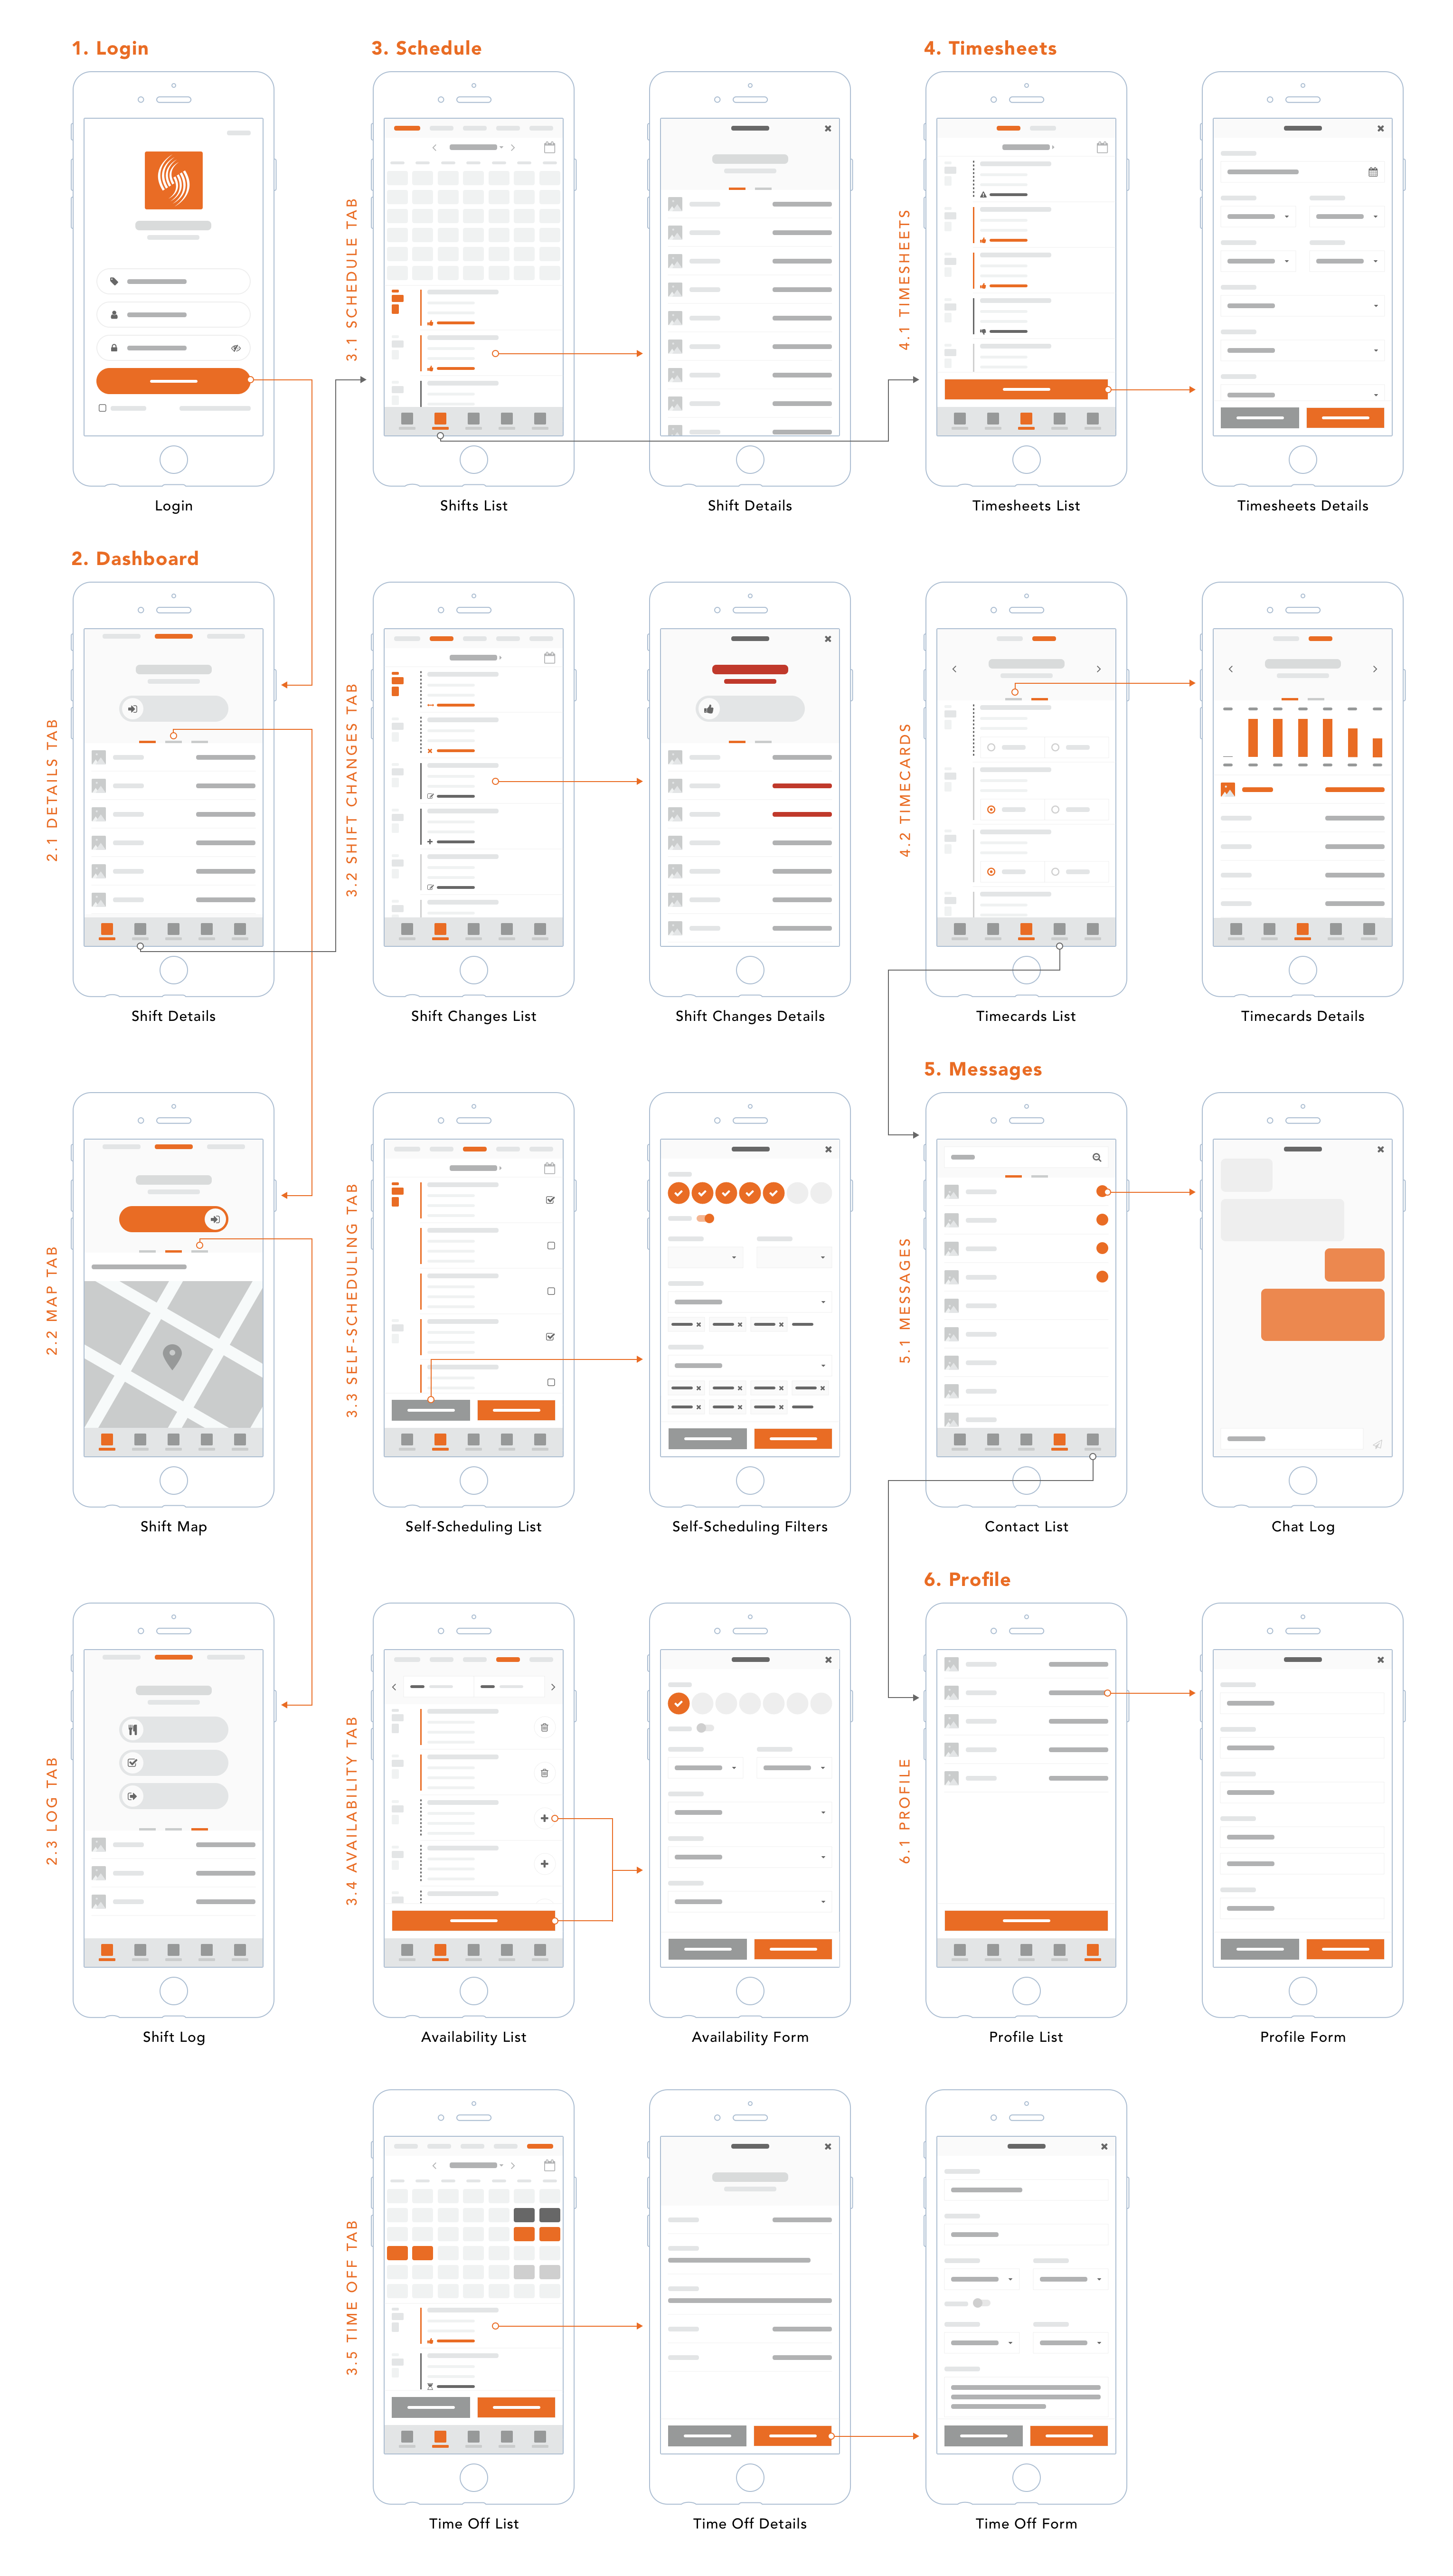 1. Login
3. Schedule
4. Timesheets
3.1 SCHEDULE TAB
4.1 TIMESHEETS
Login
Shifts List
Shift Details
Timesheets List
Timesheets Details
2. Dashboard
2.1 DETAILS TAB
3.2 SHIFT CHANGES TAB
4.2 TIMECARDS
Shift Details
Shift Changes List
Shift Changes Details
Timecards List
Timecards Details
5. Messages
2.2 MAP TAB
3.3 SELF-SCHEDULING TAB
5.1 MESSAGES
Shift Map
Self-Scheduling List
Self-Scheduling Filters
Contact List
Chat Log
6. Profile
2.3 LOG TAB
3.4 AVAILABILITY TAB
6.1 PROFILE
Shift Log
Availability List
Availability Form
Profile List
Profile Form
3.5 TIME OFF TAB
Time Off List
Time Off Details
Time Off Form